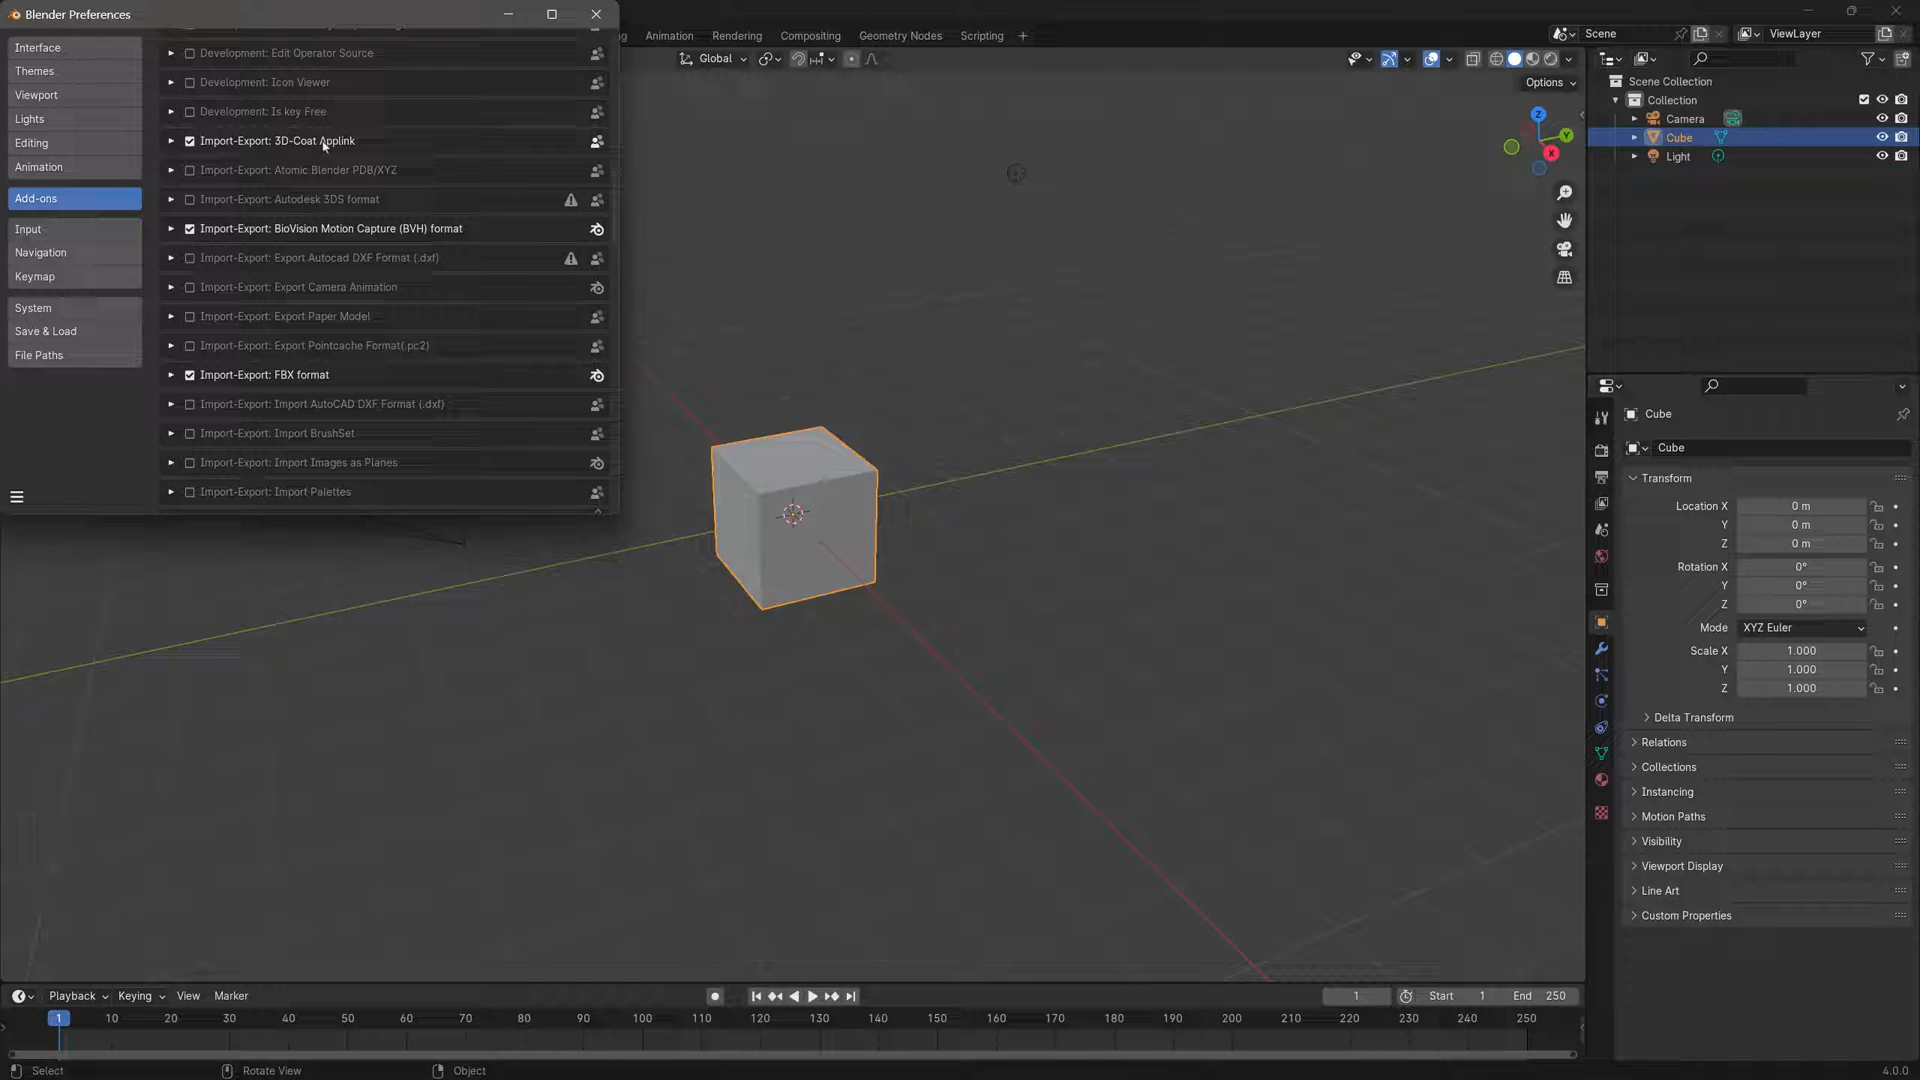 Blender Preferences
Interface
Themes
Viewport
Lights
Editing
Animation
Add-ons
Input
Navigation
Keymap
System
Save & Load
File Paths
Development: Edit Operator Source
Development: Icon Viewer
Development: Is key Free
Import-Export: 3D-Coat Applink
Import-Export: Atomic Blender PDB/XYZ
Import-Export: Autodesk 3DS format
Import-Export: BioVision Motion Capture (BVH) format
Import-Export: Export Autocad DXF Format (.dxf)
Import-Export: Export Camera Animation
Import-Export: Export Paper Model
Import-Export: Export Pointcache Format(.pc2)
Import-Export: FBX format
Import-Export: Import AutoCAD DXF Format (.dxf)
Import-Export: Import BrushSet
Import-Export: Import Images as Planes
Import-Export: Import Palettes
Animation Rendering Compositing Geometry Nodes Scripting
Scene ViewLayer
Global
Options
Z
Y
X
Scene Collection
Collection
Camera
Cube
Light
Cube
Cube
Transform
Location X 0 m
Y 0 m
Z 0 m
Rotation X 0°
Y 0°
Z 0°
Mode XYZ Euler
Scale X 1.000
Y 1.000
Z 1.000
Delta Transform
Relations
Collections
Instancing
Motion Paths
Visibility
Viewport Display
Line Art
Custom Properties
Playback Keying View Marker
1 Start 1 End 250
1 10 20 30 40 50 60 70 80 90 100 110 120 130 140 150 160 170 180 190 200 210 220 230 240 250
Select Rotate View Object 4.0.0